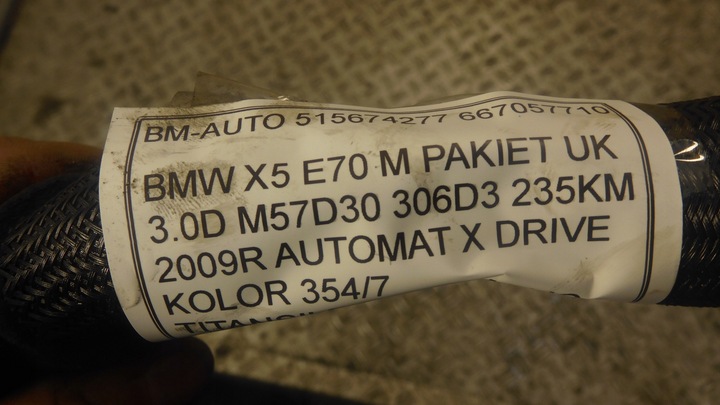 BM-AUTO 515674277 667057710
BMW X5 E70 M PAKIET UK
3.0D M57D30 306D3 235KM
2009R AUTOMAT X DRIVE
KOLOR 354/7